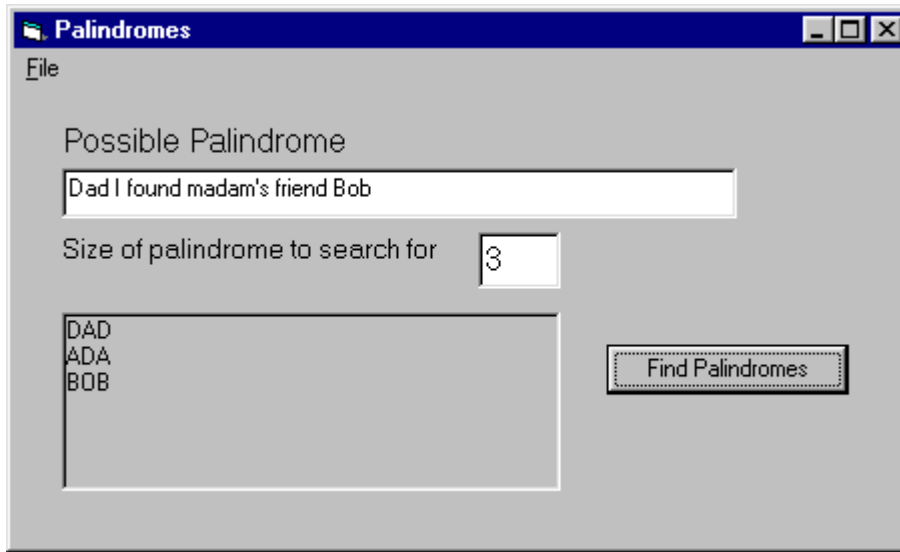 Palindromes
File
Possible Palindrome
Dad I found madam's friend Bob
Size of palindrome to search for 3
DAD
ADA
BOB
Find Palindromes